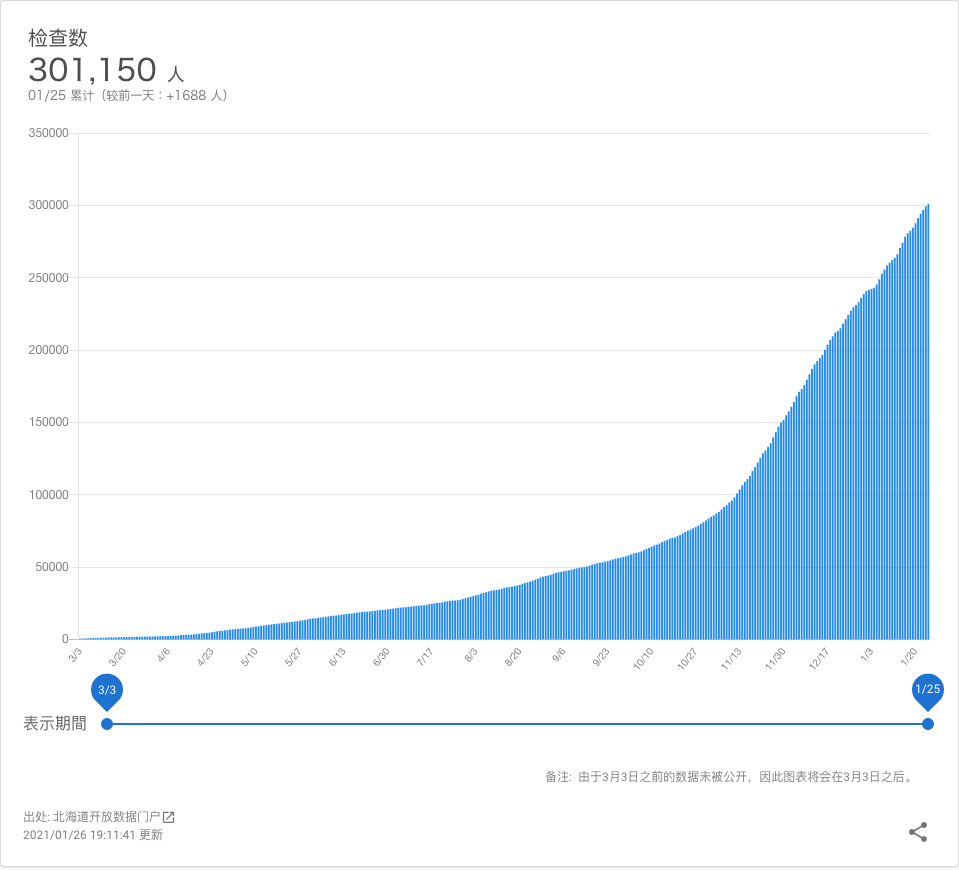 检查数
301,150 人
01/25 累计（较前一天：+1688 人）
350000
300000
250000
200000
150000
100000
50000
0
3/3 3/20 4/6 4/23 5/10 5/27 6/13 6/30 7/17 8/3 8/20 9/6 9/23 10/10 10/27 11/13 11/30 12/17 1/3 1/20
3/3 1/25
表示期間
备注: 由于3月3日之前的数据未被公开，因此图表将会在3月3日之后。
出处: 北海道开放数据门户
2021/01/26 19:11:41 更新